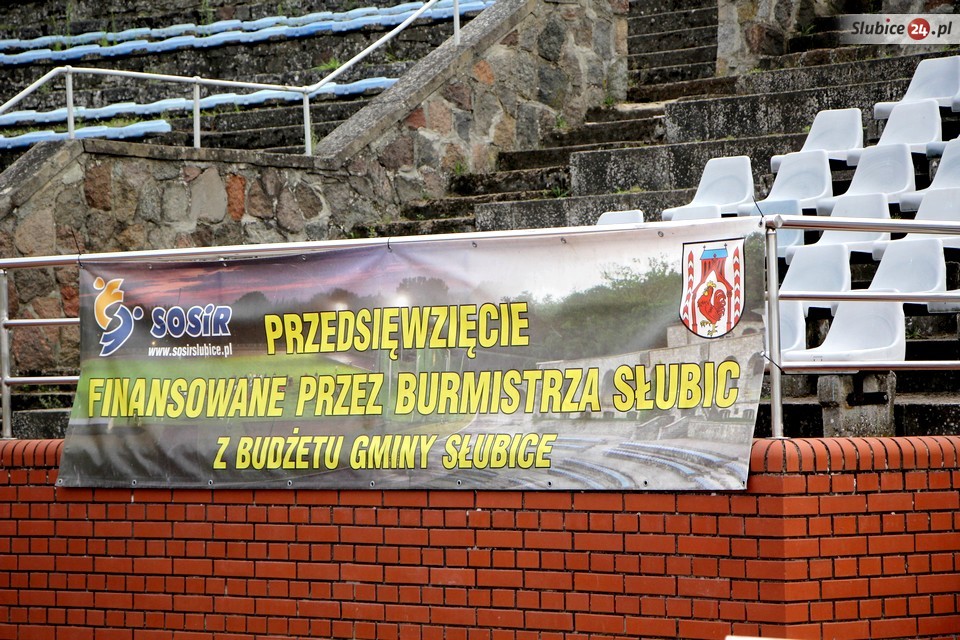 Slubice24.pl
SOSiR
www.sosirslubice.pl
PRZEDSIĘWZIĘCIE
FINANSOWANE PRZEZ BURMISTRZA SŁUBIC
Z BUDŻETU GMINY SŁUBICE